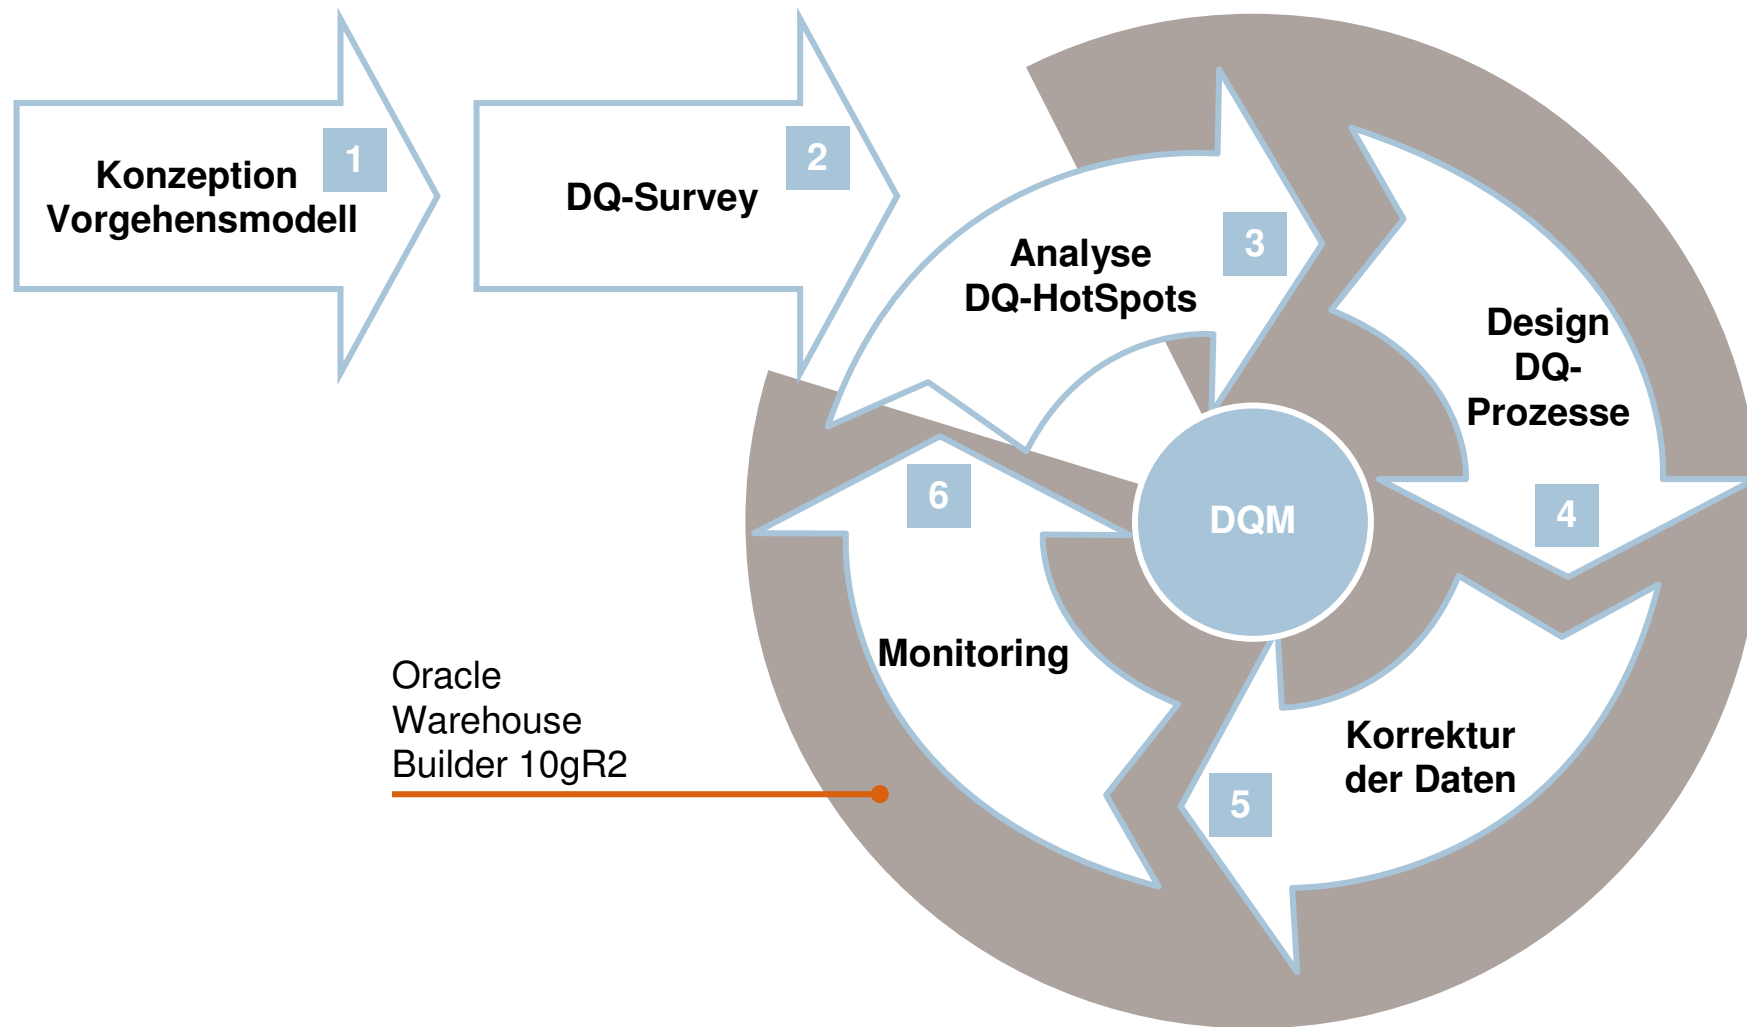 1
Konzeption
Vorgehensmodell
2
DQ-Survey
3
Analyse
DQ-HotSpots
Design
DQ-
Prozesse
4
DQM
6
Monitoring
Korrektur
der Daten
5
Oracle
Warehouse
Builder 10gR2